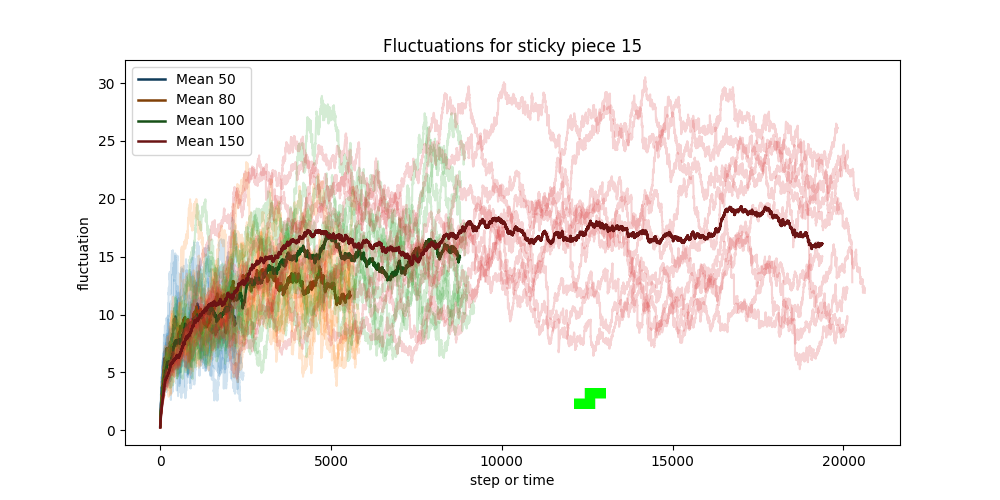 Fluctuations for sticky piece 15
Mean 50
Mean 80
Mean 100
Mean 150
fluctuation
30
25
20
15
10
5
0
0 5000 10000 15000 20000
step or time